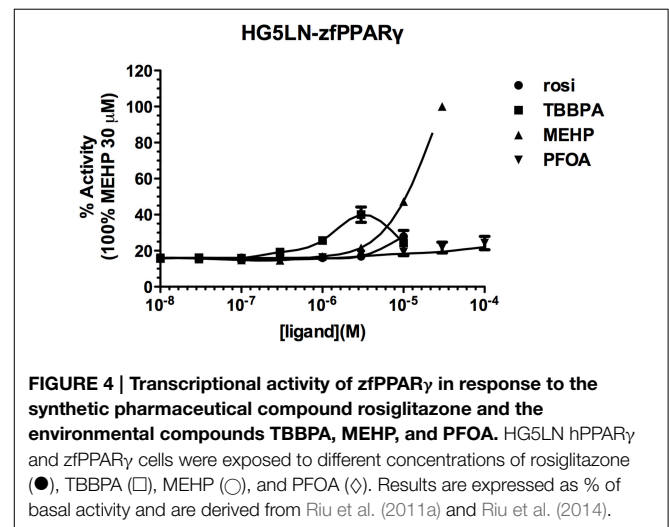 HG5LN-zfPPARγ
% Activity
(100% MEHP 30 μM)
120
100
80
60
40
20
0
10⁻⁸
10⁻⁷
10⁻⁶
10⁻⁵
10⁻⁴
[ligand](M)
rosi
TBBPA
MEHP
PFOA
FIGURE 4 | Transcriptional activity of zfPPARγ in response to the
synthetic pharmaceutical compound rosiglitazone and the
environmental compounds TBBPA, MEHP, and PFOA. HG5LN hPPARγ
and zfPPARγ cells were exposed to different concentrations of rosiglitazone
(●), TBBPA (□), MEHP (○), and PFOA (◇). Results are expressed as % of
basal activity and are derived from Riu et al. (2011a) and Riu et al. (2014).